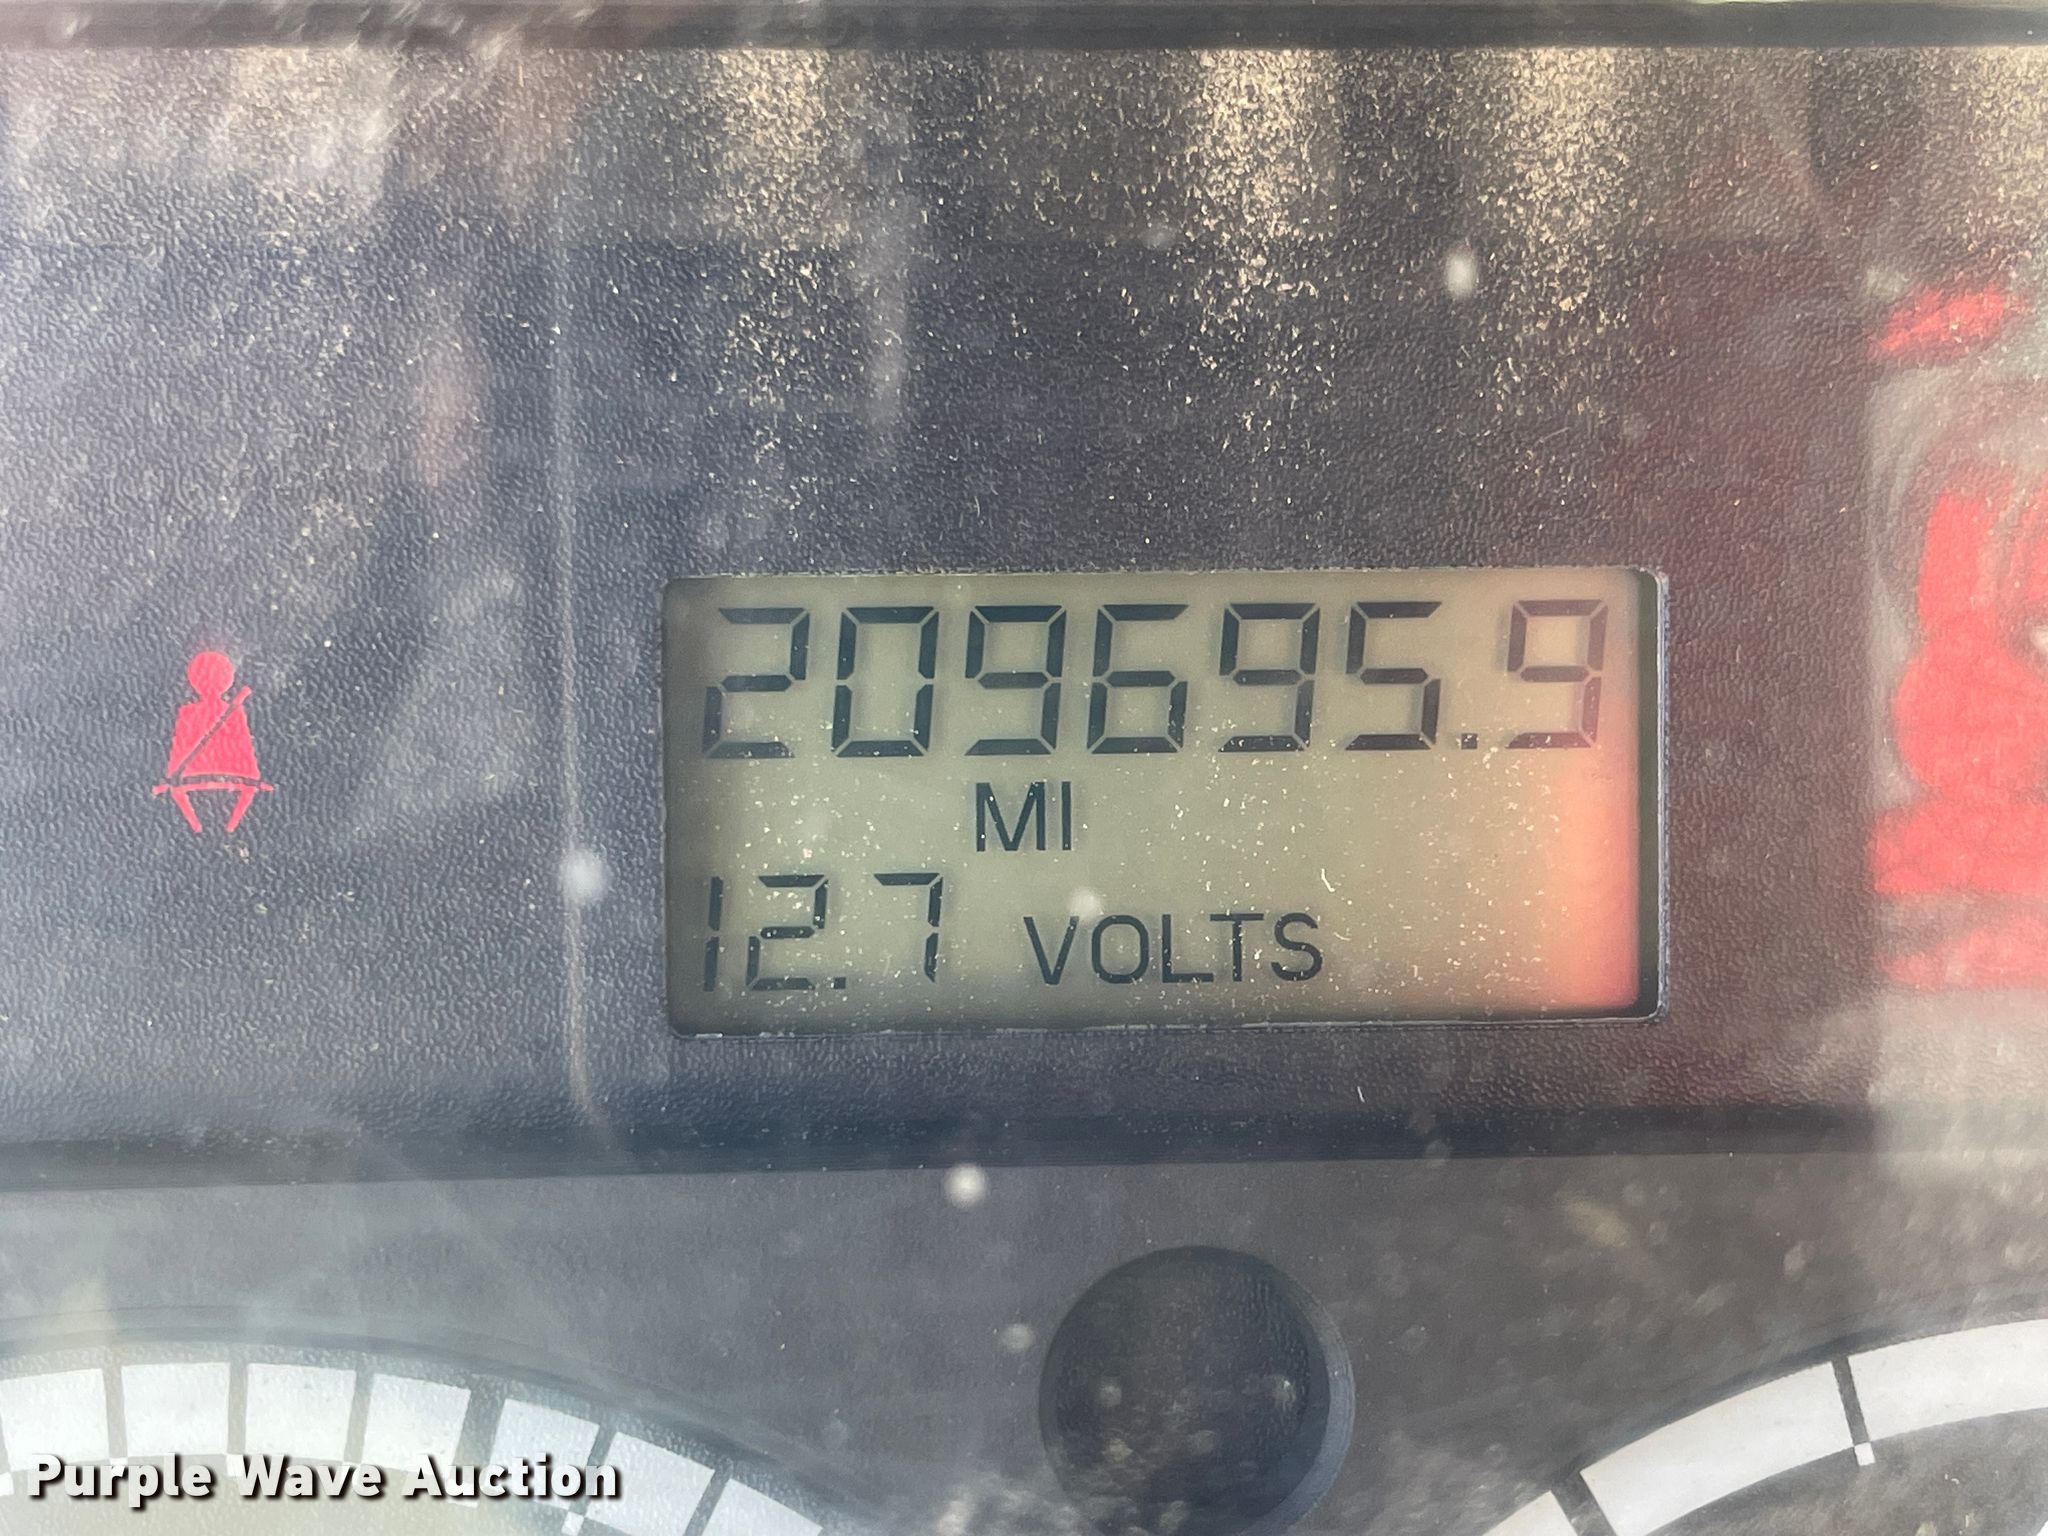 209695.9
MI
12.7 VOLTS
Purple Wave Auction